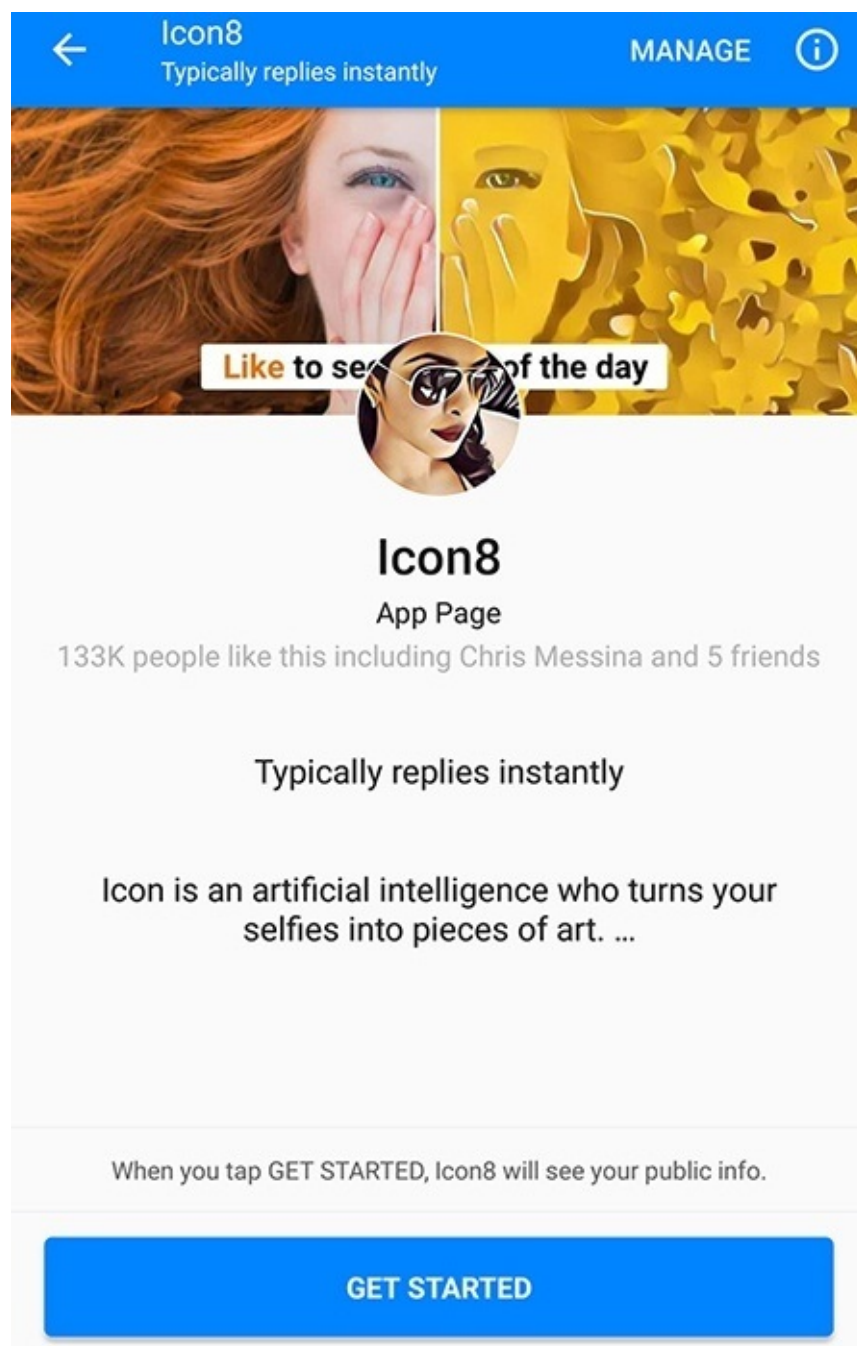 Icon8
Typically replies instantly
MANAGE
Like to see of the day
Icon8
App Page
133K people like this including Chris Messina and 5 friends
Typically replies instantly
Icon is an artificial intelligence who turns your
selfies into pieces of art. ...
When you tap GET STARTED, Icon8 will see your public info.
GET STARTED